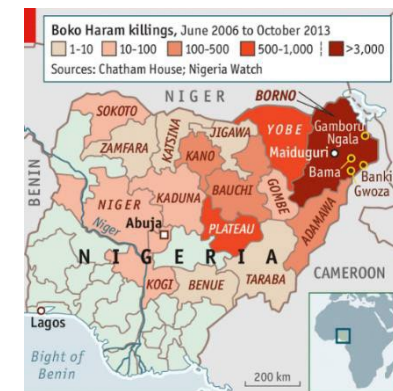 Boko Haram killings, June 2006 to October 2013
1-10 10-100 100-500 500-1,000 >3,000
Sources: Chatham House; Nigeria Watch
NIGER
BORNO
SOKOTO
KATSINA
JIGAWA
YOBE
Gamboru
Ngala
ZAMFARA
KANO
Maiduguri
Bama
Banki
Gwoza
BENIN
NIGER
KADUNA
BAUCHI
GOMBE
ADAMAWA
Niger
Abuja
PLATEAU
NIGERIA
CAMEROON
KOGI
BENUE
TARABA
Lagos
Bight of
Benin
200 km